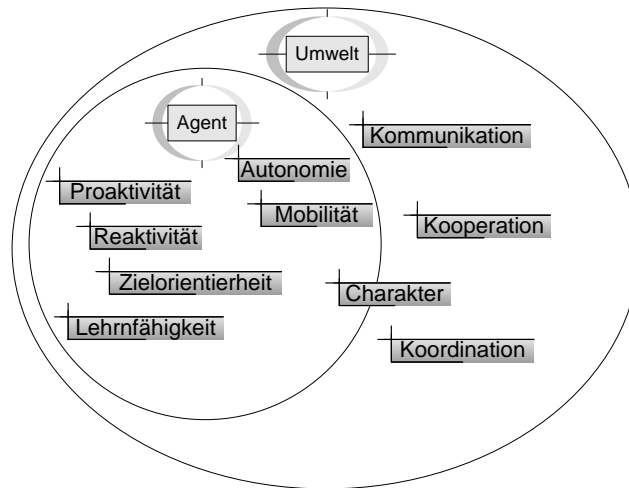 Umwelt
Agent
Kommunikation
Autonomie
Proaktivität
Mobilität
Reaktivität
Kooperation
Zielorientierheit
Charakter
Lehrnfähigkeit
Koordination